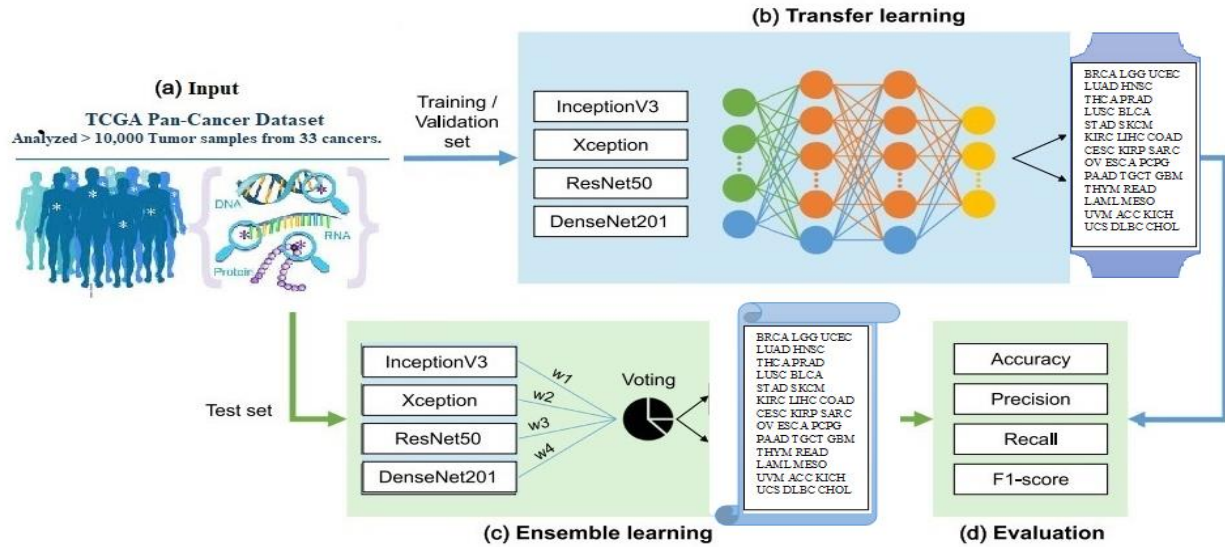 (b) Transfer learning
(a) Input
TCGA Pan-Cancer Dataset
Analyzed > 10,000 Tumor samples from 33 cancers.
DNA
RNA
Protein
Training /
Validation
set
InceptionV3
Xception
ResNet50
DenseNet201
BRCA LGG UCEC
LUAD HNSC
THCA PRAD
LUSC BLCA
STAD SKCM
KIRC LIHC COAD
CESC KIRP SARC
OV ESCA PCPG
PAAD TGCT GBM
THYM READ
LAML MESO
UVM ACC KICH
UCS DLBC CHOL
Test set
InceptionV3
Xception
ResNet50
DenseNet201
w1
w2
w3
w4
Voting
BRCA LGG UCEC
LUAD HNSC
THCA PRAD
LUSC BLCA
STAD SKCM
KIRC LIHC COAD
CESC KIRP SARC
OV ESCA PCPG
PAAD TGCT GBM
THYM READ
LAML MESO
UVM ACC KICH
UCS DLBC CHOL
Accuracy
Precision
Recall
F1-score
(c) Ensemble learning
(d) Evaluation